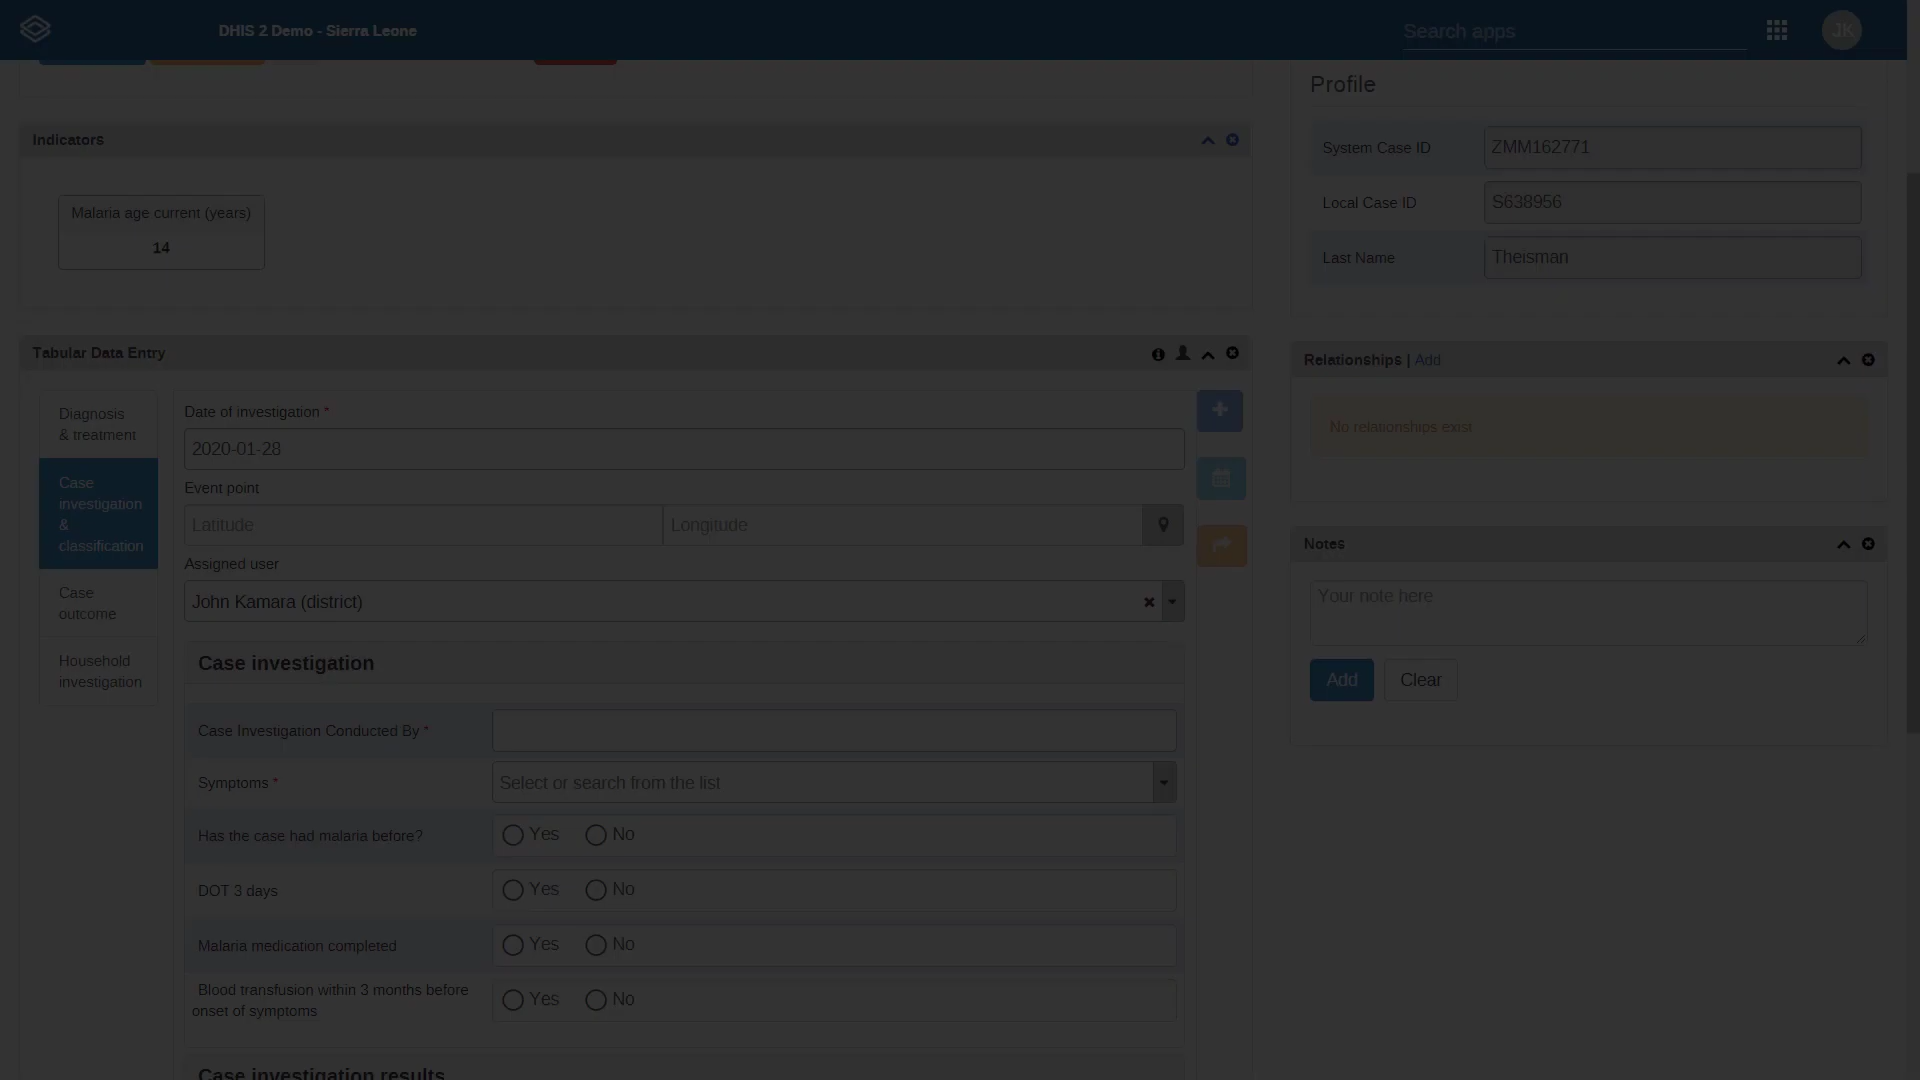 DHIS 2 Demo - Sierra Leone
Search apps
JK
Indicators
Malaria age current (years)
14
Tabular Data Entry
Diagnosis
& treatment
Case
investigation
&
classification
Case
outcome
Household
investigation
Date of investigation *
2020-01-28
Event point
Latitude
Longitude
Assigned user
John Kamara (district)
Case investigation
Case Investigation Conducted By *
Symptoms *
Select or search from the list
Has the case had malaria before?
Yes No
DOT 3 days
Yes No
Malaria medication completed
Yes No
Blood transfusion within 3 months before
onset of symptoms
Yes No
Case investigation results
Profile
System Case ID
ZMM162771
Local Case ID
S638956
Last Name
Theisman
Relationships | Add
No relationships exist
Notes
Your note here
Add
Clear